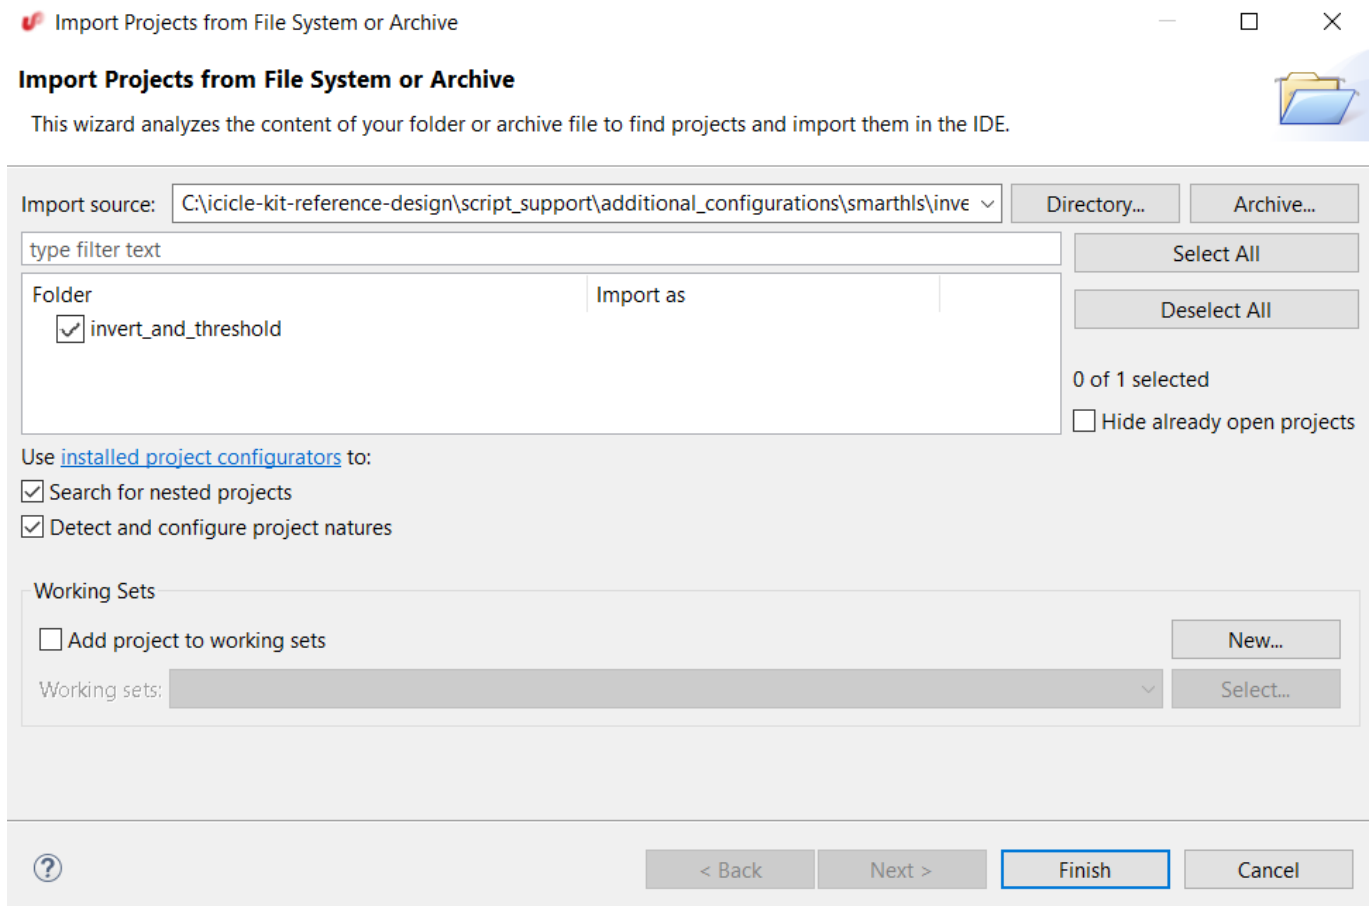 Import Projects from File System or Archive
Import Projects from File System or Archive
This wizard analyzes the content of your folder or archive file to find projects and import them in the IDE.
Import source: C:\icicle-kit-reference-design\script_support\additional_configurations\smarthls\inve Directory... Archive...
type filter text Select All
Folder Import as
Deselect All
invert_and_threshold
0 of 1 selected
Hide already open projects
Use installed project configurators to:
Search for nested projects
Detect and configure project natures
Working Sets
Add project to working sets New...
Working sets: Select...
? < Back Next > Finish Cancel